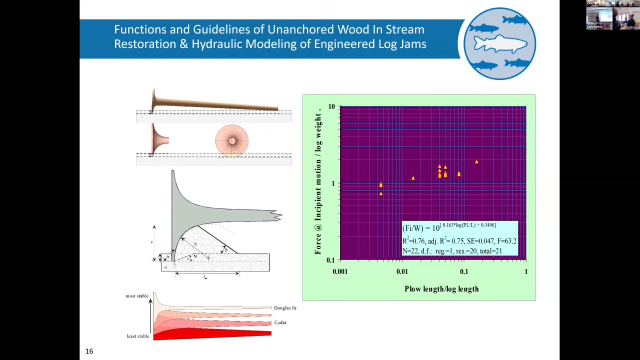 Functions and Guidelines of Unanchored Wood In Stream
Restoration & Hydraulic Modeling of Engineered Log Jams
Force @ Incipient motion / log weight .
10
1
0.1
(Fi/W) = 10^[ 0.163*log(PL/L) + 0.3496]
R²=0.76, adj. R²= 0.75, SE=0.047, F=63.2
N=22, d.f.: reg.=1, res.=20, total=21
0.001
0.01
0.1
1
Plow length/log length
most stable
Douglas fir
Cedar
least stable
16